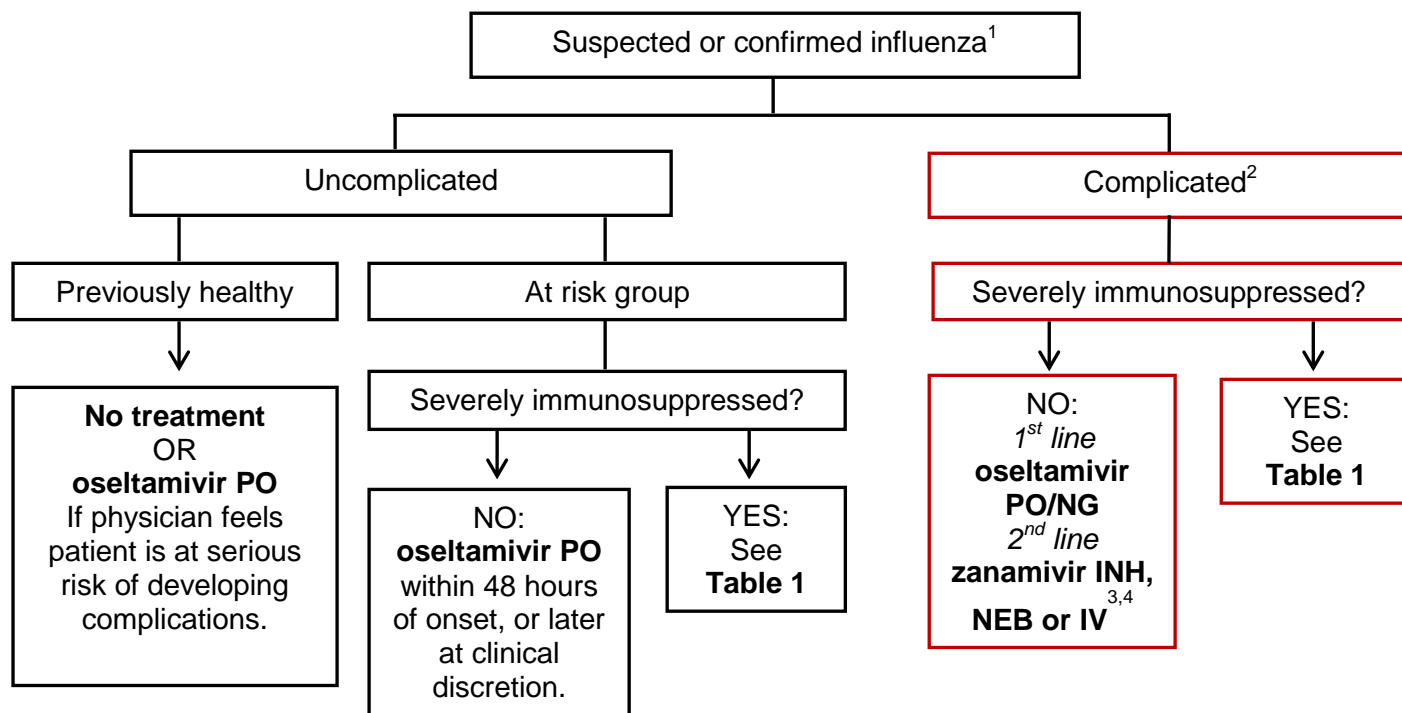 Suspected or confirmed influenza1
Uncomplicated
Complicated2
Previously healthy
At risk group
Severely immunosuppressed?
No treatment
OR
oseltamivir PO
If physician feels
patient is at serious
risk of developing
complications.
Severely immunosuppressed?
NO:
oseltamivir PO
within 48 hours
of onset, or later
at clinical
discretion.
YES:
See
Table 1
NO:
1st line
oseltamivir
PO/NG
2nd line
zanamivir INH,
NEB or IV3,4
YES:
See
Table 1